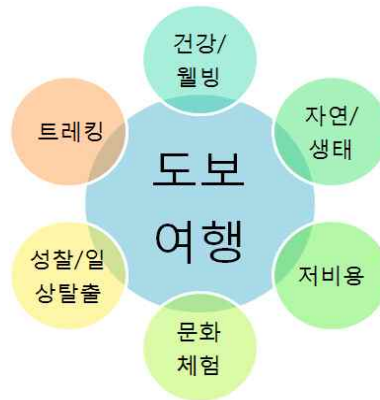 건강/
웰빙
트레킹
자연/
생태
도보
여행
성찰/일
상탈출
저비용
문화
체험